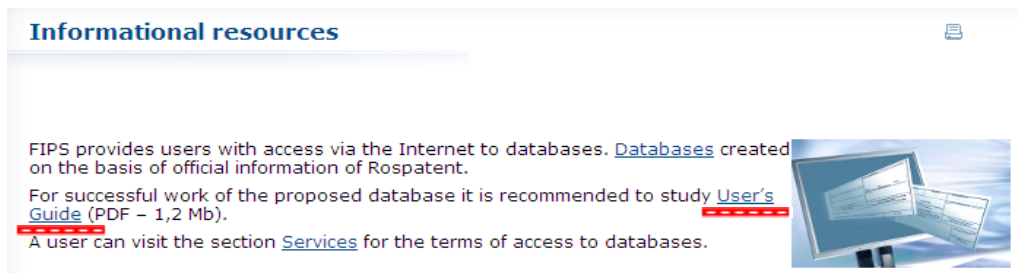 Informational resources
FIPS provides users with access via the Internet to databases. Databases created
on the basis of official information of Rospatent.
For successful work of the proposed database it is recommended to study User´s
Guide (PDF – 1,2 Mb).
A user can visit the section Services for the terms of access to databases.